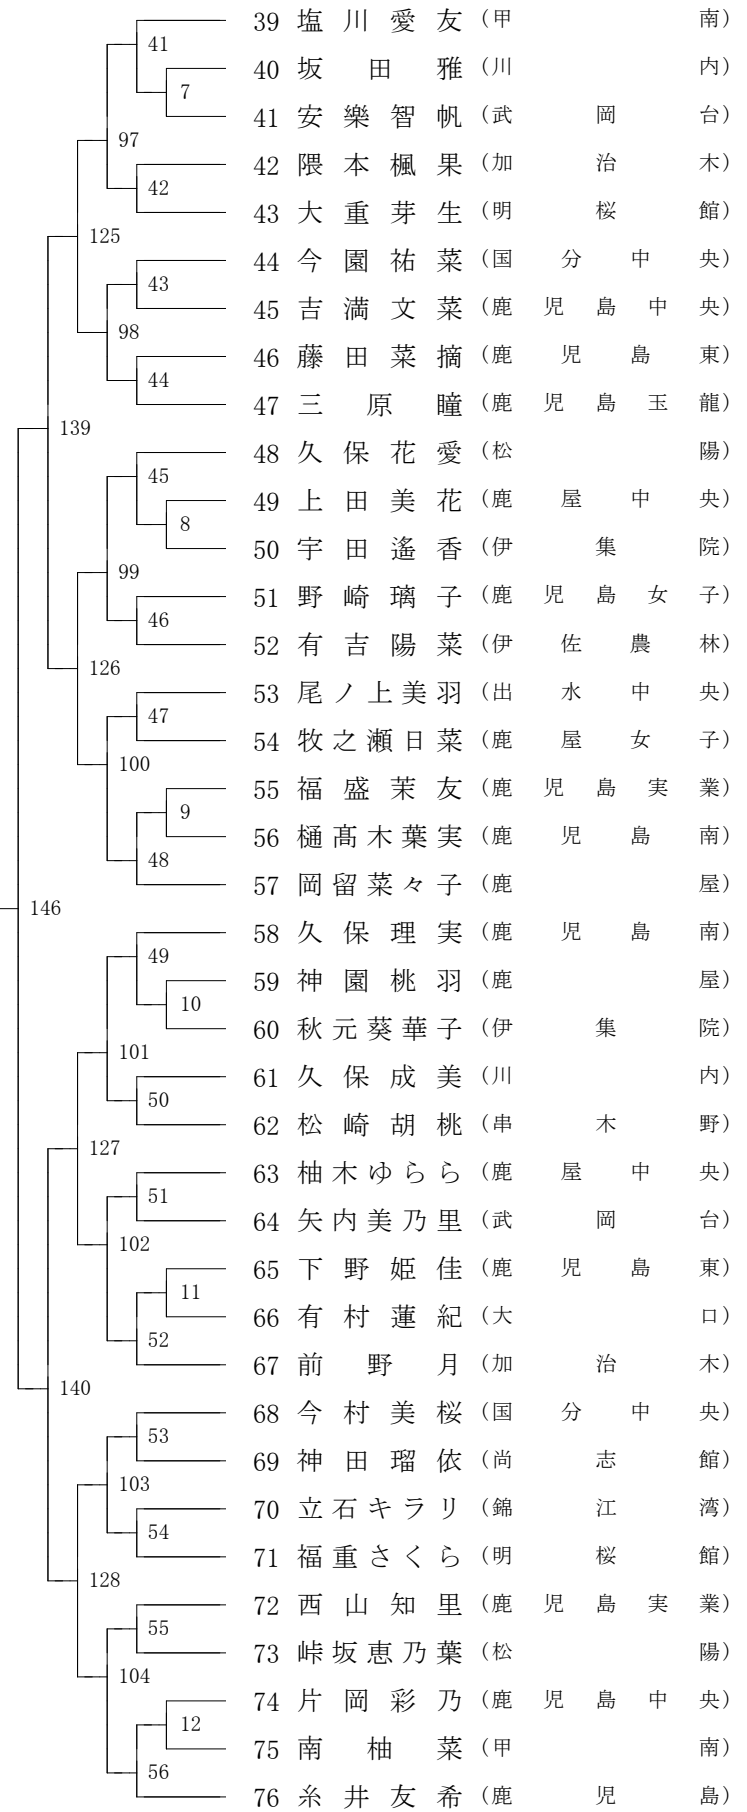 39 塩川愛友 (甲南)
41
40 坂田雅 (川内)
7
41 安樂智帆 (武岡台)
97
42 隈本楓果 (加治木)
42
43 大重芽生 (明桜館)
125
44 今園祐菜 (国分中央)
43
45 吉満文菜 (鹿児島中央)
98
46 藤田菜摘 (鹿児島東)
44
47 三原瞳 (鹿児島玉龍)
139
48 久保花愛 (松陽)
45
49 上田美花 (鹿屋中央)
8
50 宇田遙香 (伊集院)
99
51 野崎璃子 (鹿児島女子)
46
52 有吉陽菜 (伊佐農林)
126
53 尾ノ上美羽 (出水中央)
47
54 牧之瀬日菜 (鹿屋女子)
100
55 福盛茉友 (鹿児島実業)
9
56 樋髙木葉実 (鹿児島南)
48
57 岡留菜々子 (鹿屋)
146
58 久保理実 (鹿児島南)
49
59 神園桃羽 (鹿屋)
10
60 秋元葵華子 (伊集院)
101
61 久保成美 (川内)
50
62 松崎胡桃 (串木野)
127
63 柚木ゆらら (鹿屋中央)
51
64 矢内美乃里 (武岡台)
102
65 下野姫佳 (鹿児島東)
11
66 有村蓮紀 (大口)
52
67 前野月 (加治木)
140
68 今村美桜 (国分中央)
53
69 神田瑠依 (尚志館)
103
70 立石キラリ (錦江湾)
54
71 福重さくら (明桜館)
128
72 西山知里 (鹿児島実業)
55
73 峠坂恵乃葉 (松陽)
104
74 片岡彩乃 (鹿児島中央)
12
75 南柚菜 (甲南)
56
76 糸井友希 (鹿児島)